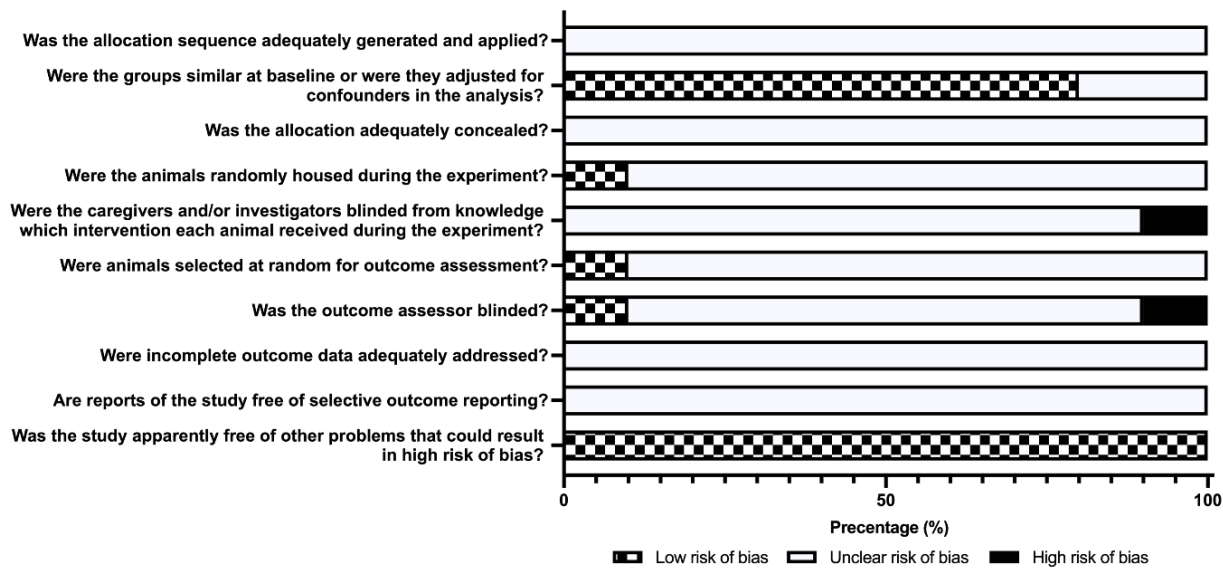 Was the allocation sequence adequately generated and applied?
Were the groups similar at baseline or were they adjusted for
confounders in the analysis?
Was the allocation adequately concealed?
Were the animals randomly housed during the experiment?
Were the caregivers and/or investigators blinded from knowledge
which intervention each animal received during the experiment?
Were animals selected at random for outcome assessment?
Was the outcome assessor blinded?
Were incomplete outcome data adequately addressed?
Are reports of the study free of selective outcome reporting?
Was the study apparently free of other problems that could result
in high risk of bias?
0 50 100
Precentage (%)
Low risk of bias Unclear risk of bias High risk of bias